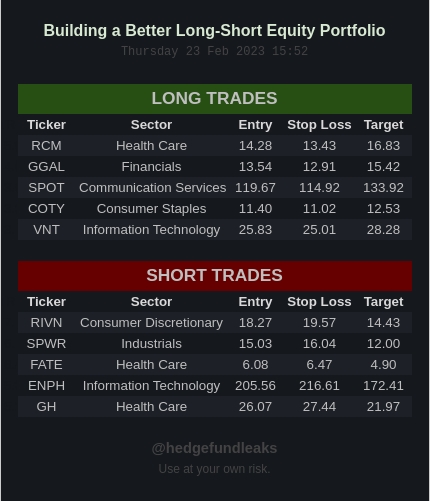 Building a Better Long-Short Equity Portfolio
Thursday 23 Feb 2023 15:52
LONG TRADES
Ticker Sector Entry Stop Loss Target
RCM Health Care 14.28 13.43 16.83
GGAL Financials 13.54 12.91 15.42
SPOT Communication Services 119.67 114.92 133.92
COTY Consumer Staples 11.40 11.02 12.53
VNT Information Technology 25.83 25.01 28.28
SHORT TRADES
Ticker Sector Entry Stop Loss Target
RIVN Consumer Discretionary 18.27 19.57 14.43
SPWR Industrials 15.03 16.04 12.00
FATE Health Care 6.08 6.47 4.90
ENPH Information Technology 205.56 216.61 172.41
GH Health Care 26.07 27.44 21.97
@hedgefundleaks
Use at your own risk.